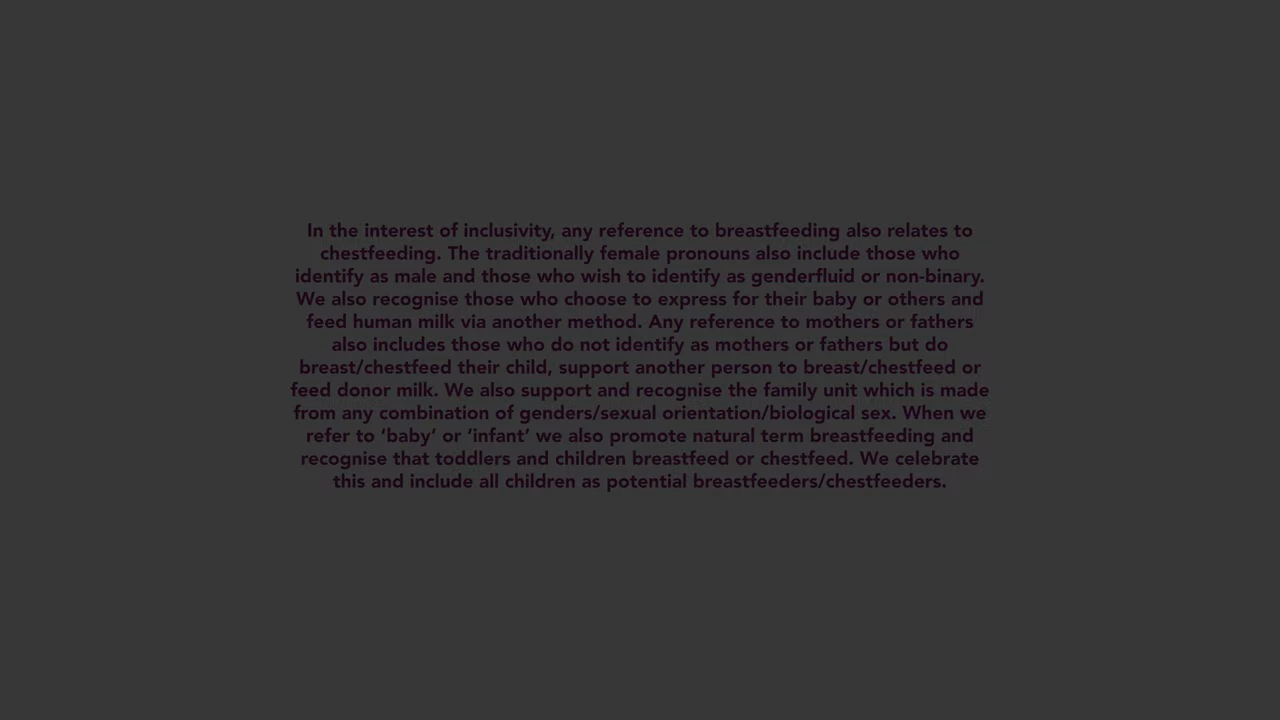 In the interest of inclusivity, any reference to breastfeeding also relates to
chestfeeding. The traditionally female pronouns also include those who
identify as male and those who wish to identify as genderfluid or non-binary.
We also recognise those who choose to express for their baby or others and
feed human milk via another method. Any reference to mothers or fathers
also includes those who do not identify as mothers or fathers but do
breast/chestfeed their child, support another person to breast/chestfeed or
feed donor milk. We also support and recognise the family unit which is made
from any combination of genders/sexual orientation/biological sex. When we
refer to ‘baby’ or ‘infant’ we also promote natural term breastfeeding and
recognise that toddlers and children breastfeed or chestfeed. We celebrate
this and include all children as potential breastfeeders/chestfeeders.